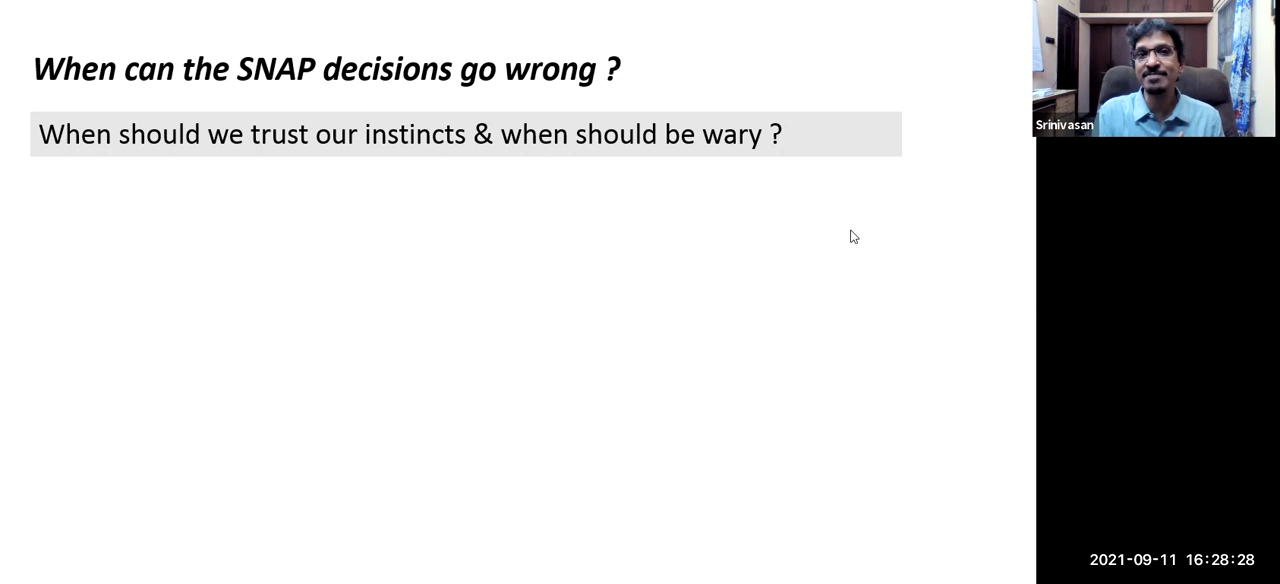 When can the SNAP decisions go wrong ?
When should we trust our instincts & when should be wary ?
Srinivasan
2021-09-11 16:28:28